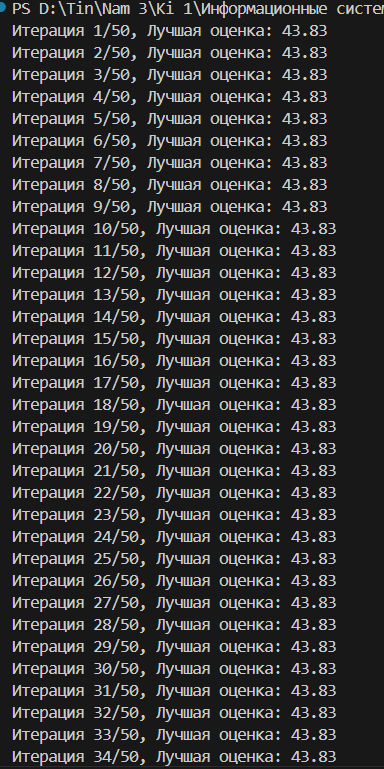 PS D:\Tin\Nam 3\Ki 1\Информационные систем
Итерация 1/50, Лучшая оценка: 43.83
Итерация 2/50, Лучшая оценка: 43.83
Итерация 3/50, Лучшая оценка: 43.83
Итерация 4/50, Лучшая оценка: 43.83
Итерация 5/50, Лучшая оценка: 43.83
Итерация 6/50, Лучшая оценка: 43.83
Итерация 7/50, Лучшая оценка: 43.83
Итерация 8/50, Лучшая оценка: 43.83
Итерация 9/50, Лучшая оценка: 43.83
Итерация 10/50, Лучшая оценка: 43.83
Итерация 11/50, Лучшая оценка: 43.83
Итерация 12/50, Лучшая оценка: 43.83
Итерация 13/50, Лучшая оценка: 43.83
Итерация 14/50, Лучшая оценка: 43.83
Итерация 15/50, Лучшая оценка: 43.83
Итерация 16/50, Лучшая оценка: 43.83
Итерация 17/50, Лучшая оценка: 43.83
Итерация 18/50, Лучшая оценка: 43.83
Итерация 19/50, Лучшая оценка: 43.83
Итерация 20/50, Лучшая оценка: 43.83
Итерация 21/50, Лучшая оценка: 43.83
Итерация 22/50, Лучшая оценка: 43.83
Итерация 23/50, Лучшая оценка: 43.83
Итерация 24/50, Лучшая оценка: 43.83
Итерация 25/50, Лучшая оценка: 43.83
Итерация 26/50, Лучшая оценка: 43.83
Итерация 27/50, Лучшая оценка: 43.83
Итерация 28/50, Лучшая оценка: 43.83
Итерация 29/50, Лучшая оценка: 43.83
Итерация 30/50, Лучшая оценка: 43.83
Итерация 31/50, Лучшая оценка: 43.83
Итерация 32/50, Лучшая оценка: 43.83
Итерация 33/50, Лучшая оценка: 43.83
Итерация 34/50, Лучшая оценка: 43.83